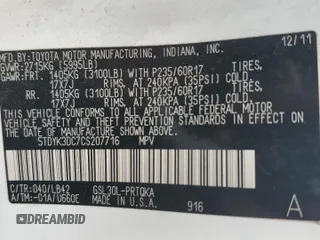 MFD.BY: TOYOTA MOTOR MANUFACTURING, INDIANA, INC.
GVWR: 2715KG (5995LB) 12/11
GAWR: FRT. 1405KG (3100LB) WITH P235/60R17 TIRES,
17X7J RIMS, AT 240KPA (35PSI) COLD.
RR. 1405KG (3100LB) WITH P235/60R17 TIRES,
17X7J RIMS, AT 240KPA (35PSI) COLD.
THIS VEHICLE CONFORMS TO ALL APPLICABLE FEDERAL MOTOR
VEHICLE SAFETY AND THEFT PREVENTION STANDARDS IN
EFFECT ON THE DATE OF MANUFACTURE SHOWN ABOVE.
5TDYK3DC7CS207716 MPV
C/TR: 040/LB42 GSL30L-PRTQKA
A/TM: -01A/U660E MADE IN U.S.A. 916 A